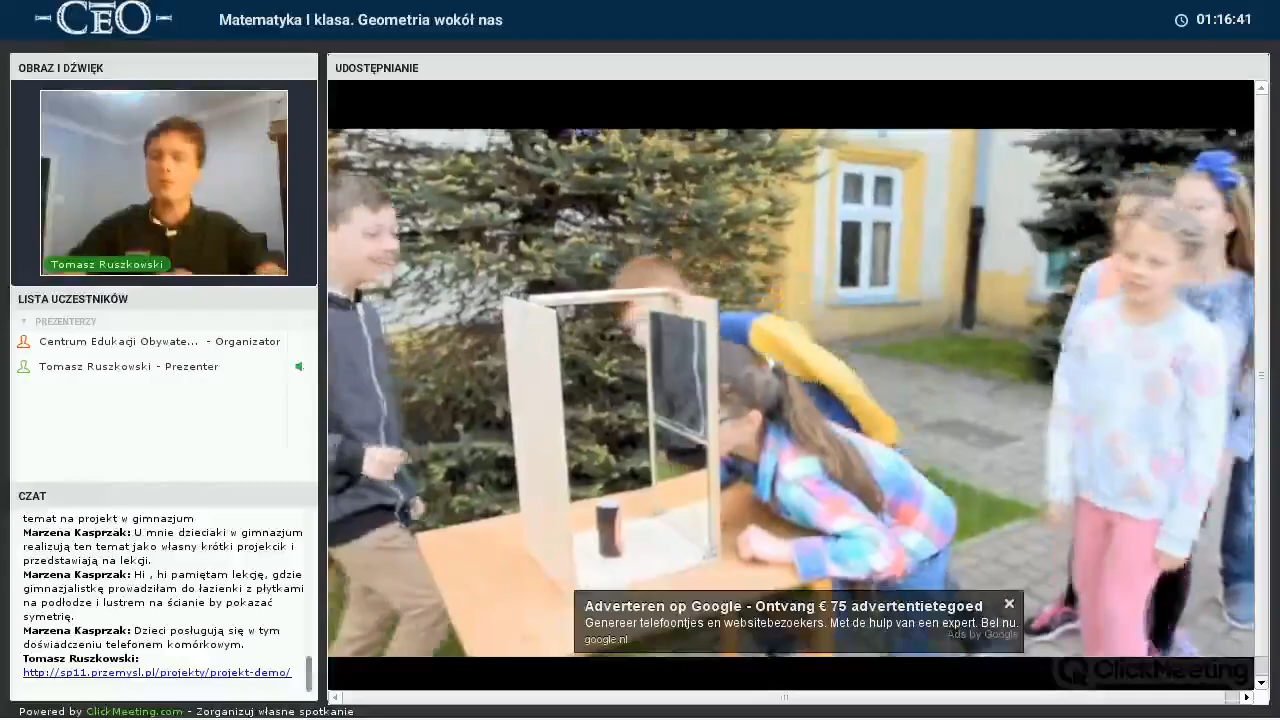 CEO
Matematyka I klasa. Geometria wokół nas
01:16:41
OBRAZ I DŹWIĘK
UDOSTĘPNIANIE
Tomasz Ruszkowski
LISTA UCZESTNIKÓW
PREZENTERZY
Centrum Edukacji Obywate... - Organizator
Tomasz Ruszkowski - Prezenter
CZAT
temat na projekt w gimnazjum
Marzena Kasprzak: U mnie dzieciaki w gimnazjum
realizują ten temat jako własny krótki projekcik i
przedstawiają na lekcji.
Marzena Kasprzak: Hi , hi pamiętam lekcję, gdzie
gimnazjalistkę prowadziłam do łazienki z płytkami
na podłodze i lustrem na ścianie by pokazać
symetrię.
Marzena Kasprzak: Dzieci posługują się w tym
doświadczeniu telefonem komórkowym.
Tomasz Ruszkowski:
http://sp11.przemysl.pl/projekty/projekt-demo/
Adverteren op Google - Ontvang € 75 advertentietegoed
Genereer telefoontjes en websitebezoekers. Met de hulp van een expert. Bel nu.
google.nl
Ads by Google
ClickMeeting
Powered by ClickMeeting.com - Zorganizuj własne spotkanie